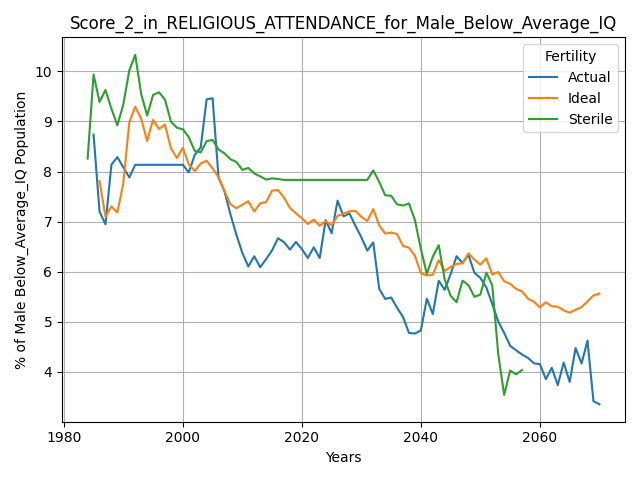 Score_2_in_RELIGIOUS_ATTENDANCE_for_Male_Below_Average_IQ
% of Male Below_Average_IQ Population
10
9
8
7
6
5
4
Fertility
Actual
Ideal
Sterile
1980
2000
2020
2040
2060
Years